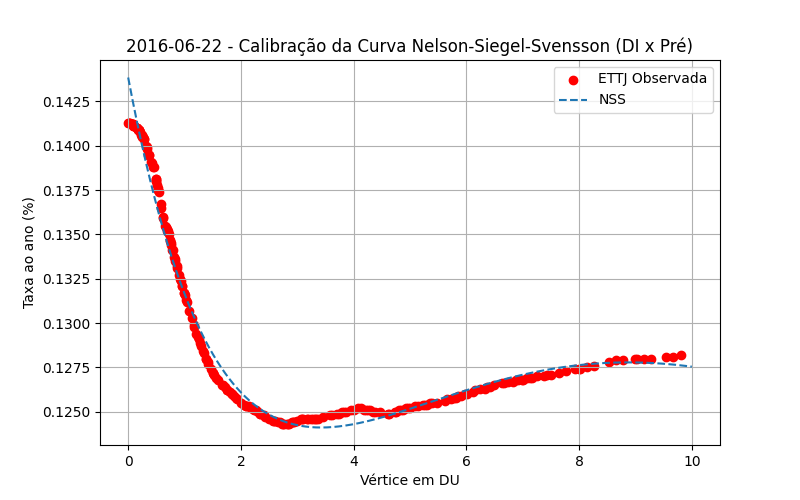 2016-06-22 - Calibração da Curva Nelson-Siegel-Svensson (DI x Pré)
ETTJ Observada
NSS
Taxa ao ano (%)
0.1425
0.1400
0.1375
0.1350
0.1325
0.1300
0.1275
0.1250
0 2 4 6 8 10
Vértice em DU